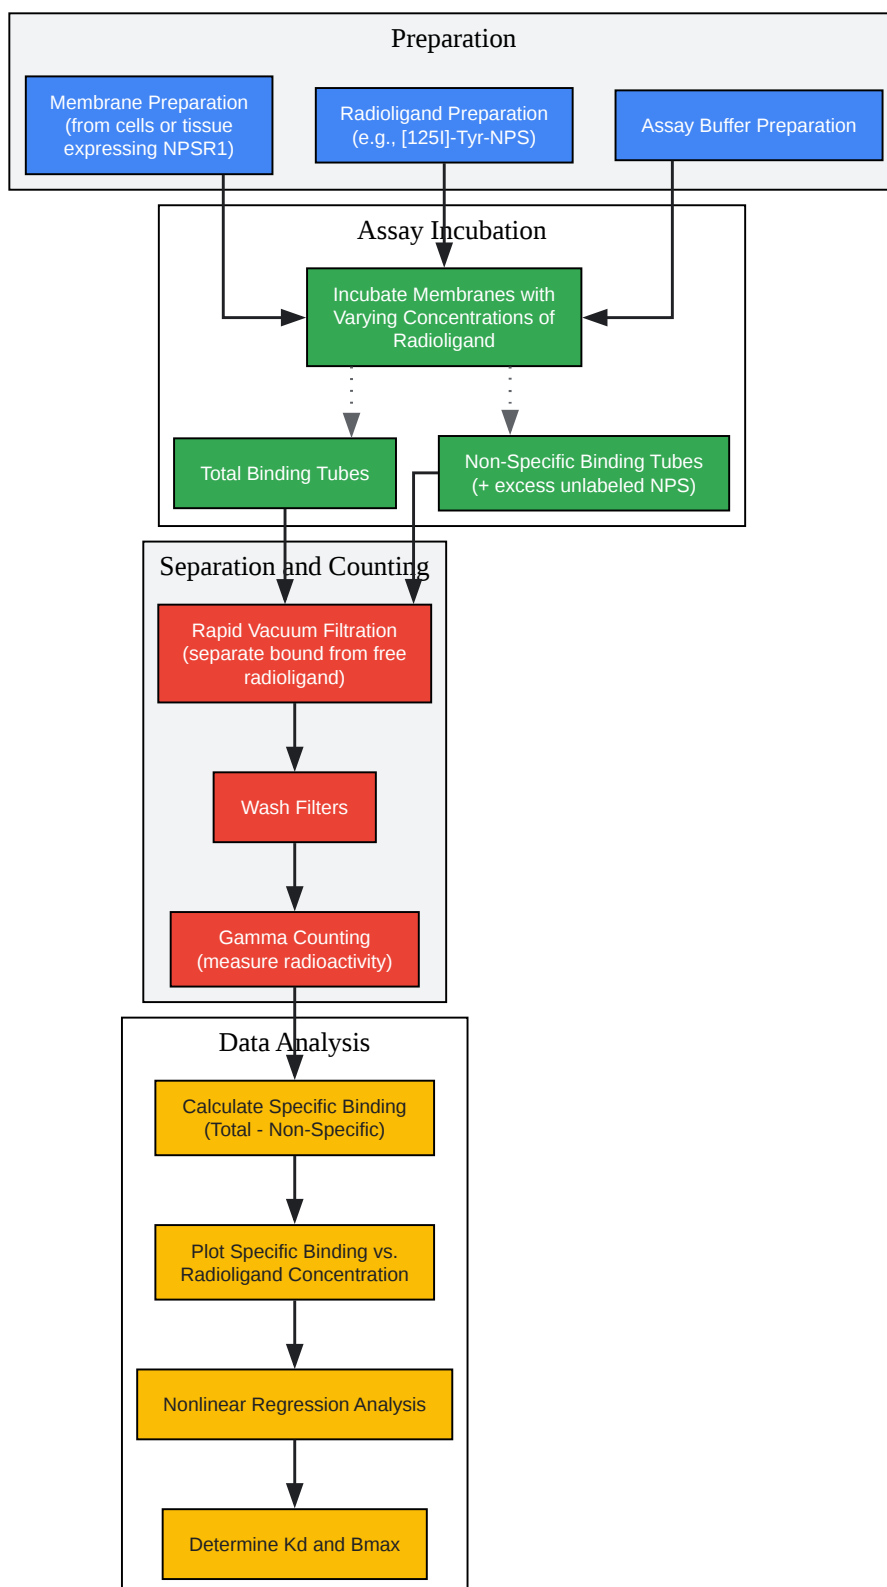 Preparation
Membrane Preparation
(from cells or tissue
expressing NPSR1)
Radioligand Preparation
(e.g., [125I]-Tyr-NPS)
Assay Buffer Preparation
Assay Incubation
Incubate Membranes with
Varying Concentrations of
Radioligand
Total Binding Tubes
Non-Specific Binding Tubes
(+ excess unlabeled NPS)
Separation and Counting
Rapid Vacuum Filtration
(separate bound from free
radioligand)
Wash Filters
Gamma Counting
(measure radioactivity)
Data Analysis
Calculate Specific Binding
(Total - Non-Specific)
Plot Specific Binding vs.
Radioligand Concentration
Nonlinear Regression Analysis
Determine Kd and Bmax